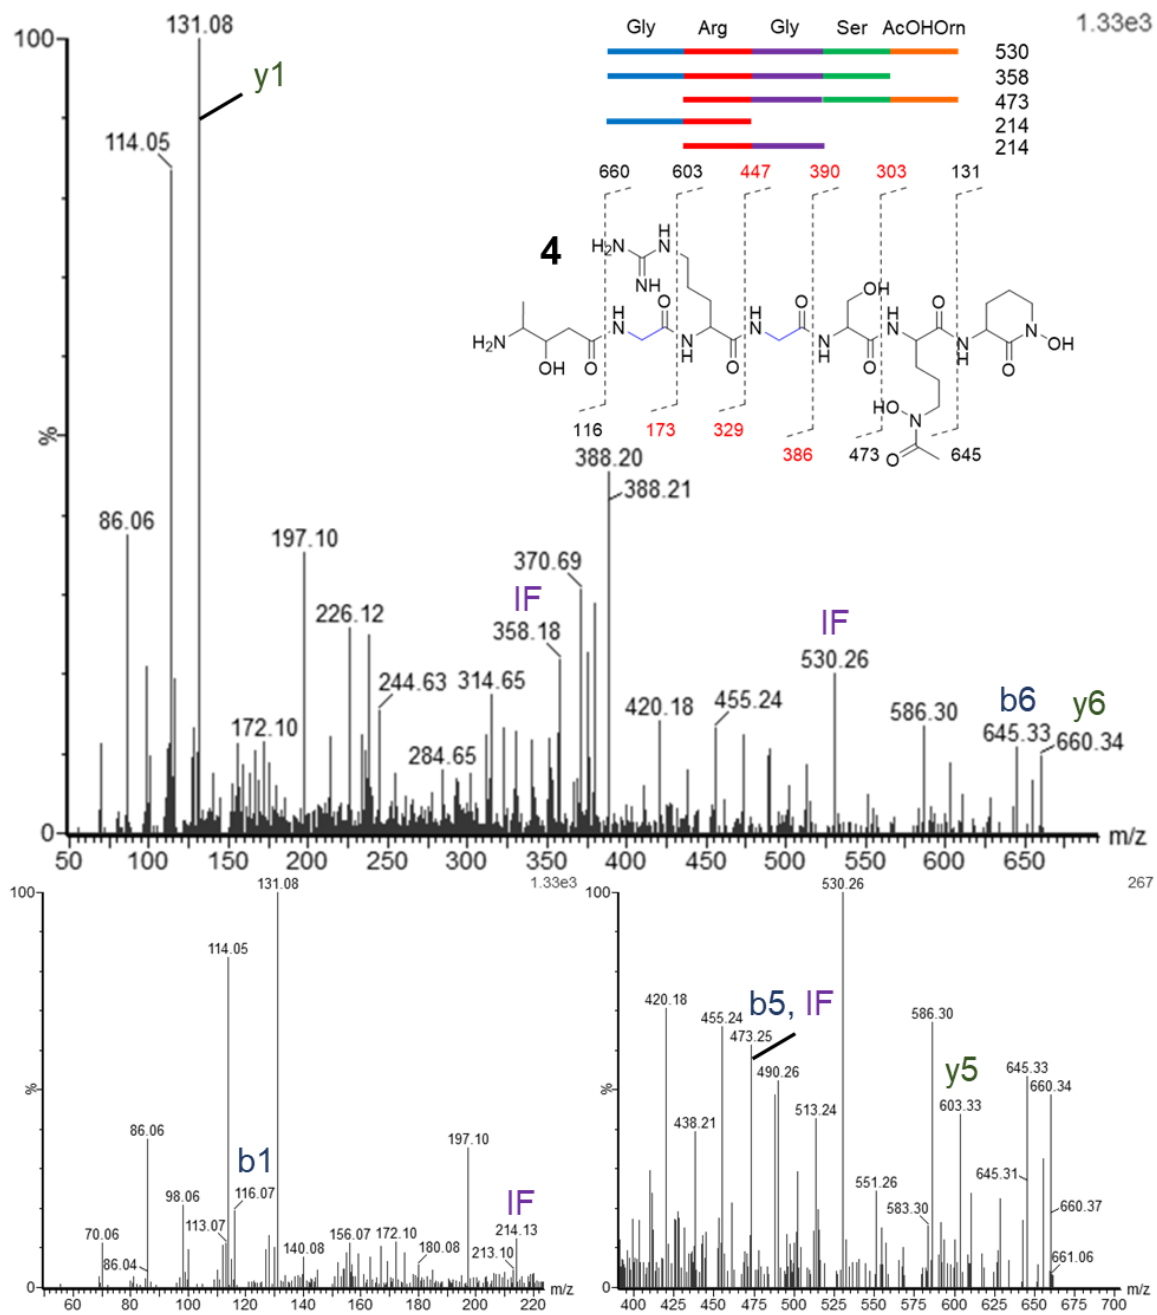 1.33e3
100
131.08
y1
114.05
Gly Arg Gly Ser AcOHOrn
530
358
473
214
214
660 603 447 390 303 131
4
H2N H N
NH
OH
H2N OH O H N O N H O H N O N H O H N O N H O N OH
HO N
O
116 173 329 386 473 645
%
86.06
197.10
226.12
172.10
244.63
284.65
314.65
IF
358.18
370.69
388.20
388.21
420.18
455.24
IF
530.26
586.30
b6
645.33
y6
660.34
0
50 100 150 200 250 300 350 400 450 500 550 600 650 m/z
1.33e3
100
131.08
114.05
%
86.06
b1
98.06
116.07
113.07
70.06
86.04
140.08
156.07
172.10
180.08
197.10
IF
214.13
213.10
0
60 80 100 120 140 160 180 200 220 m/z
267
100
530.26
420.18
455.24
b5, IF
473.25
490.26
438.21
513.24
586.30
y5
603.33
645.33
660.34
%
551.26
583.30
645.31
660.37
661.06
0
400 425 450 475 500 525 550 575 600 625 650 675 700 m/z